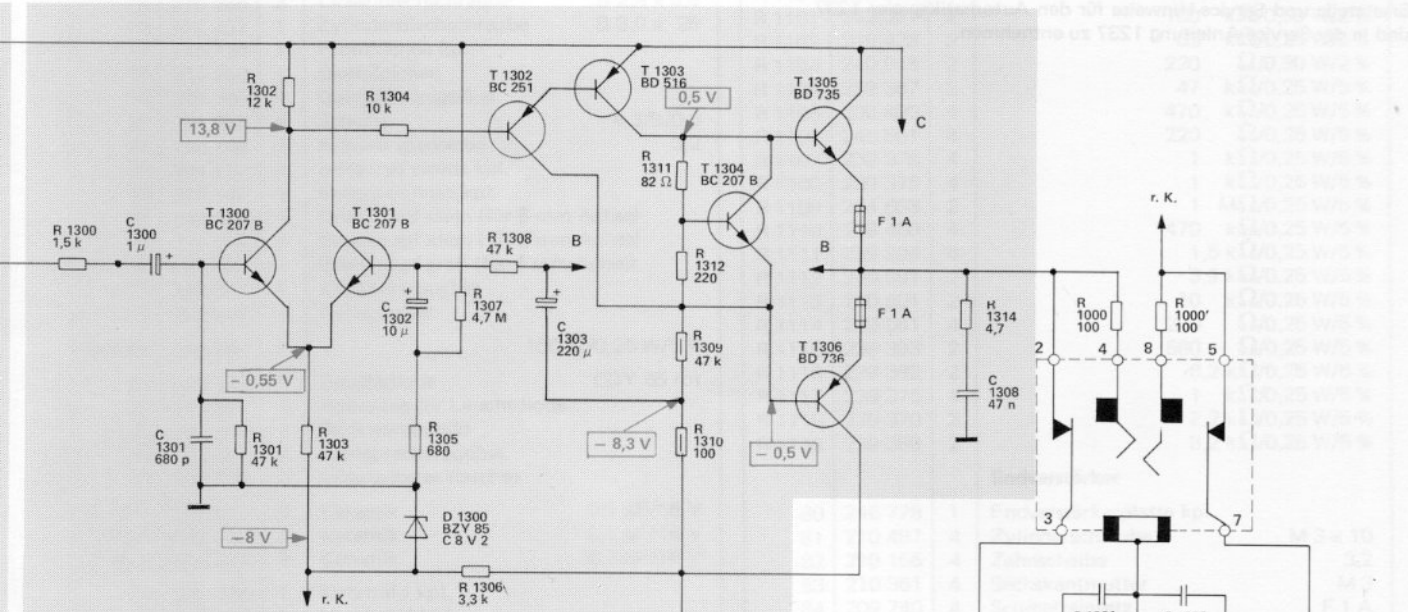 R
1302
12 k
13,8 V
R 1304
10 k
T 1302
BC 251
T 1303
BD 516
0,5 V
T 1305
BD 735
C
R
1311
82 Ω
T 1304
BC 207 B
F 1 A
r. K.
R 1300
1,5 k
C
1300
1 µ
+
T 1300
BC 207 B
T 1301
BC 207 B
R 1308
47 k
B
R
1312
220
B
+
C
1302
10 µ
R
1307
4,7 M
+
C
1303
220 µ
R
1309
47 k
F 1 A
R
1314
4,7
R
1000
100
R
1000'
100
2
4
8
5
– 0,55 V
T 1306
BD 736
C
1308
47 n
C
1301
680 p
R
1301
47 k
R
1303
47 k
R
1305
680
– 8,3 V
R
1310
100
– 0,5 V
D 1300
BZY 85
C 8 V 2
–8 V
3
7
R 1306
3,3 k
r. K.